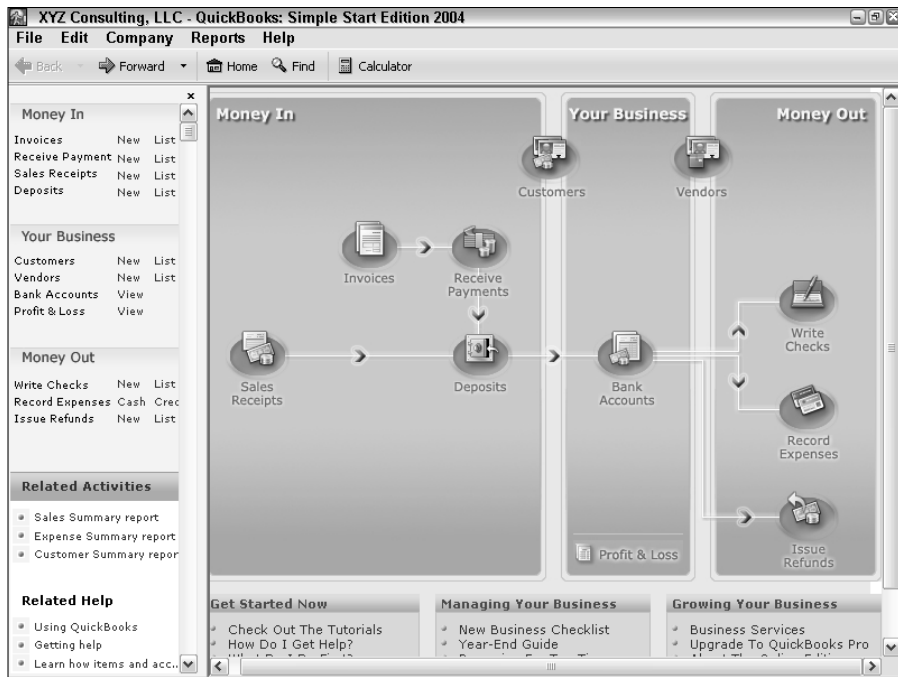 XYZ Consulting, LLC - QuickBooks: Simple Start Edition 2004
File Edit Company Reports Help
Back Forward Home Find Calculator
Money In
Invoices New List
Receive Payment New List
Sales Receipts New List
Deposits New List
Your Business
Customers New List
Vendors New List
Bank Accounts View
Profit & Loss View
Money Out
Write Checks New List
Record Expenses Cash Crec
Issue Refunds New List
Related Activities
Sales Summary report
Expense Summary report
Customer Summary repor
Related Help
Using QuickBooks
Getting help
Learn how items and acc...
Money In
Your Business
Money Out
Customers
Vendors
Invoices
Receive
Payments
Write
Checks
Sales
Receipts
Deposits
Bank
Accounts
Record
Expenses
Profit & Loss
Issue
Refunds
Get Started Now
Check Out The Tutorials
How Do I Get Help?
Managing Your Business
New Business Checklist
Year-End Guide
Growing Your Business
Business Services
Upgrade To QuickBooks Pro